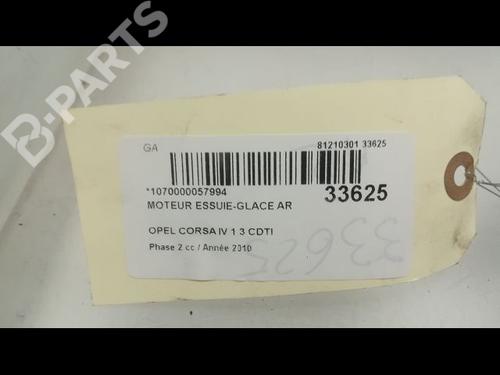 B-PARTS
GA
81210301 33625
*1070000057994
33625
MOTEUR ESSUIE-GLACE AR
OPEL CORSA IV 1 3 CDTI
Phase 2 cc / Année 2010
33625